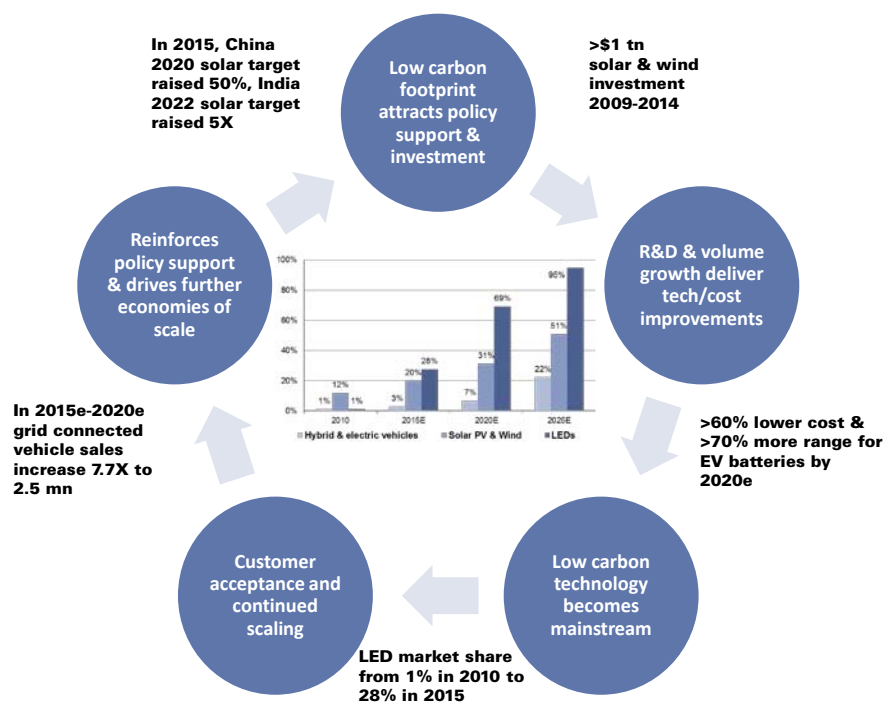 In 2015, China
2020 solar target
raised 50%, India
2022 solar target
raised 5X
Low carbon
footprint
attracts policy
support &
investment
>$1 tn
solar & wind
investment
2009-2014
Reinforces
policy support
& drives further
economies of
scale
R&D & volume
growth deliver
tech/cost
improvements
100%
80%
60%
40%
20%
0%
1%
12%
1%
3%
20%
28%
7%
31%
69%
22%
51%
95%
2010
2015E
2020E
2025E
Hybrid & electric vehicles
Solar PV & Wind
LEDs
In 2015e-2020e
grid connected
vehicle sales
increase 7.7X to
2.5 mn
>60% lower cost &
>70% more range for
EV batteries by
2020e
Customer
acceptance and
continued
scaling
Low carbon
technology
becomes
mainstream
LED market share
from 1% in 2010 to
28% in 2015